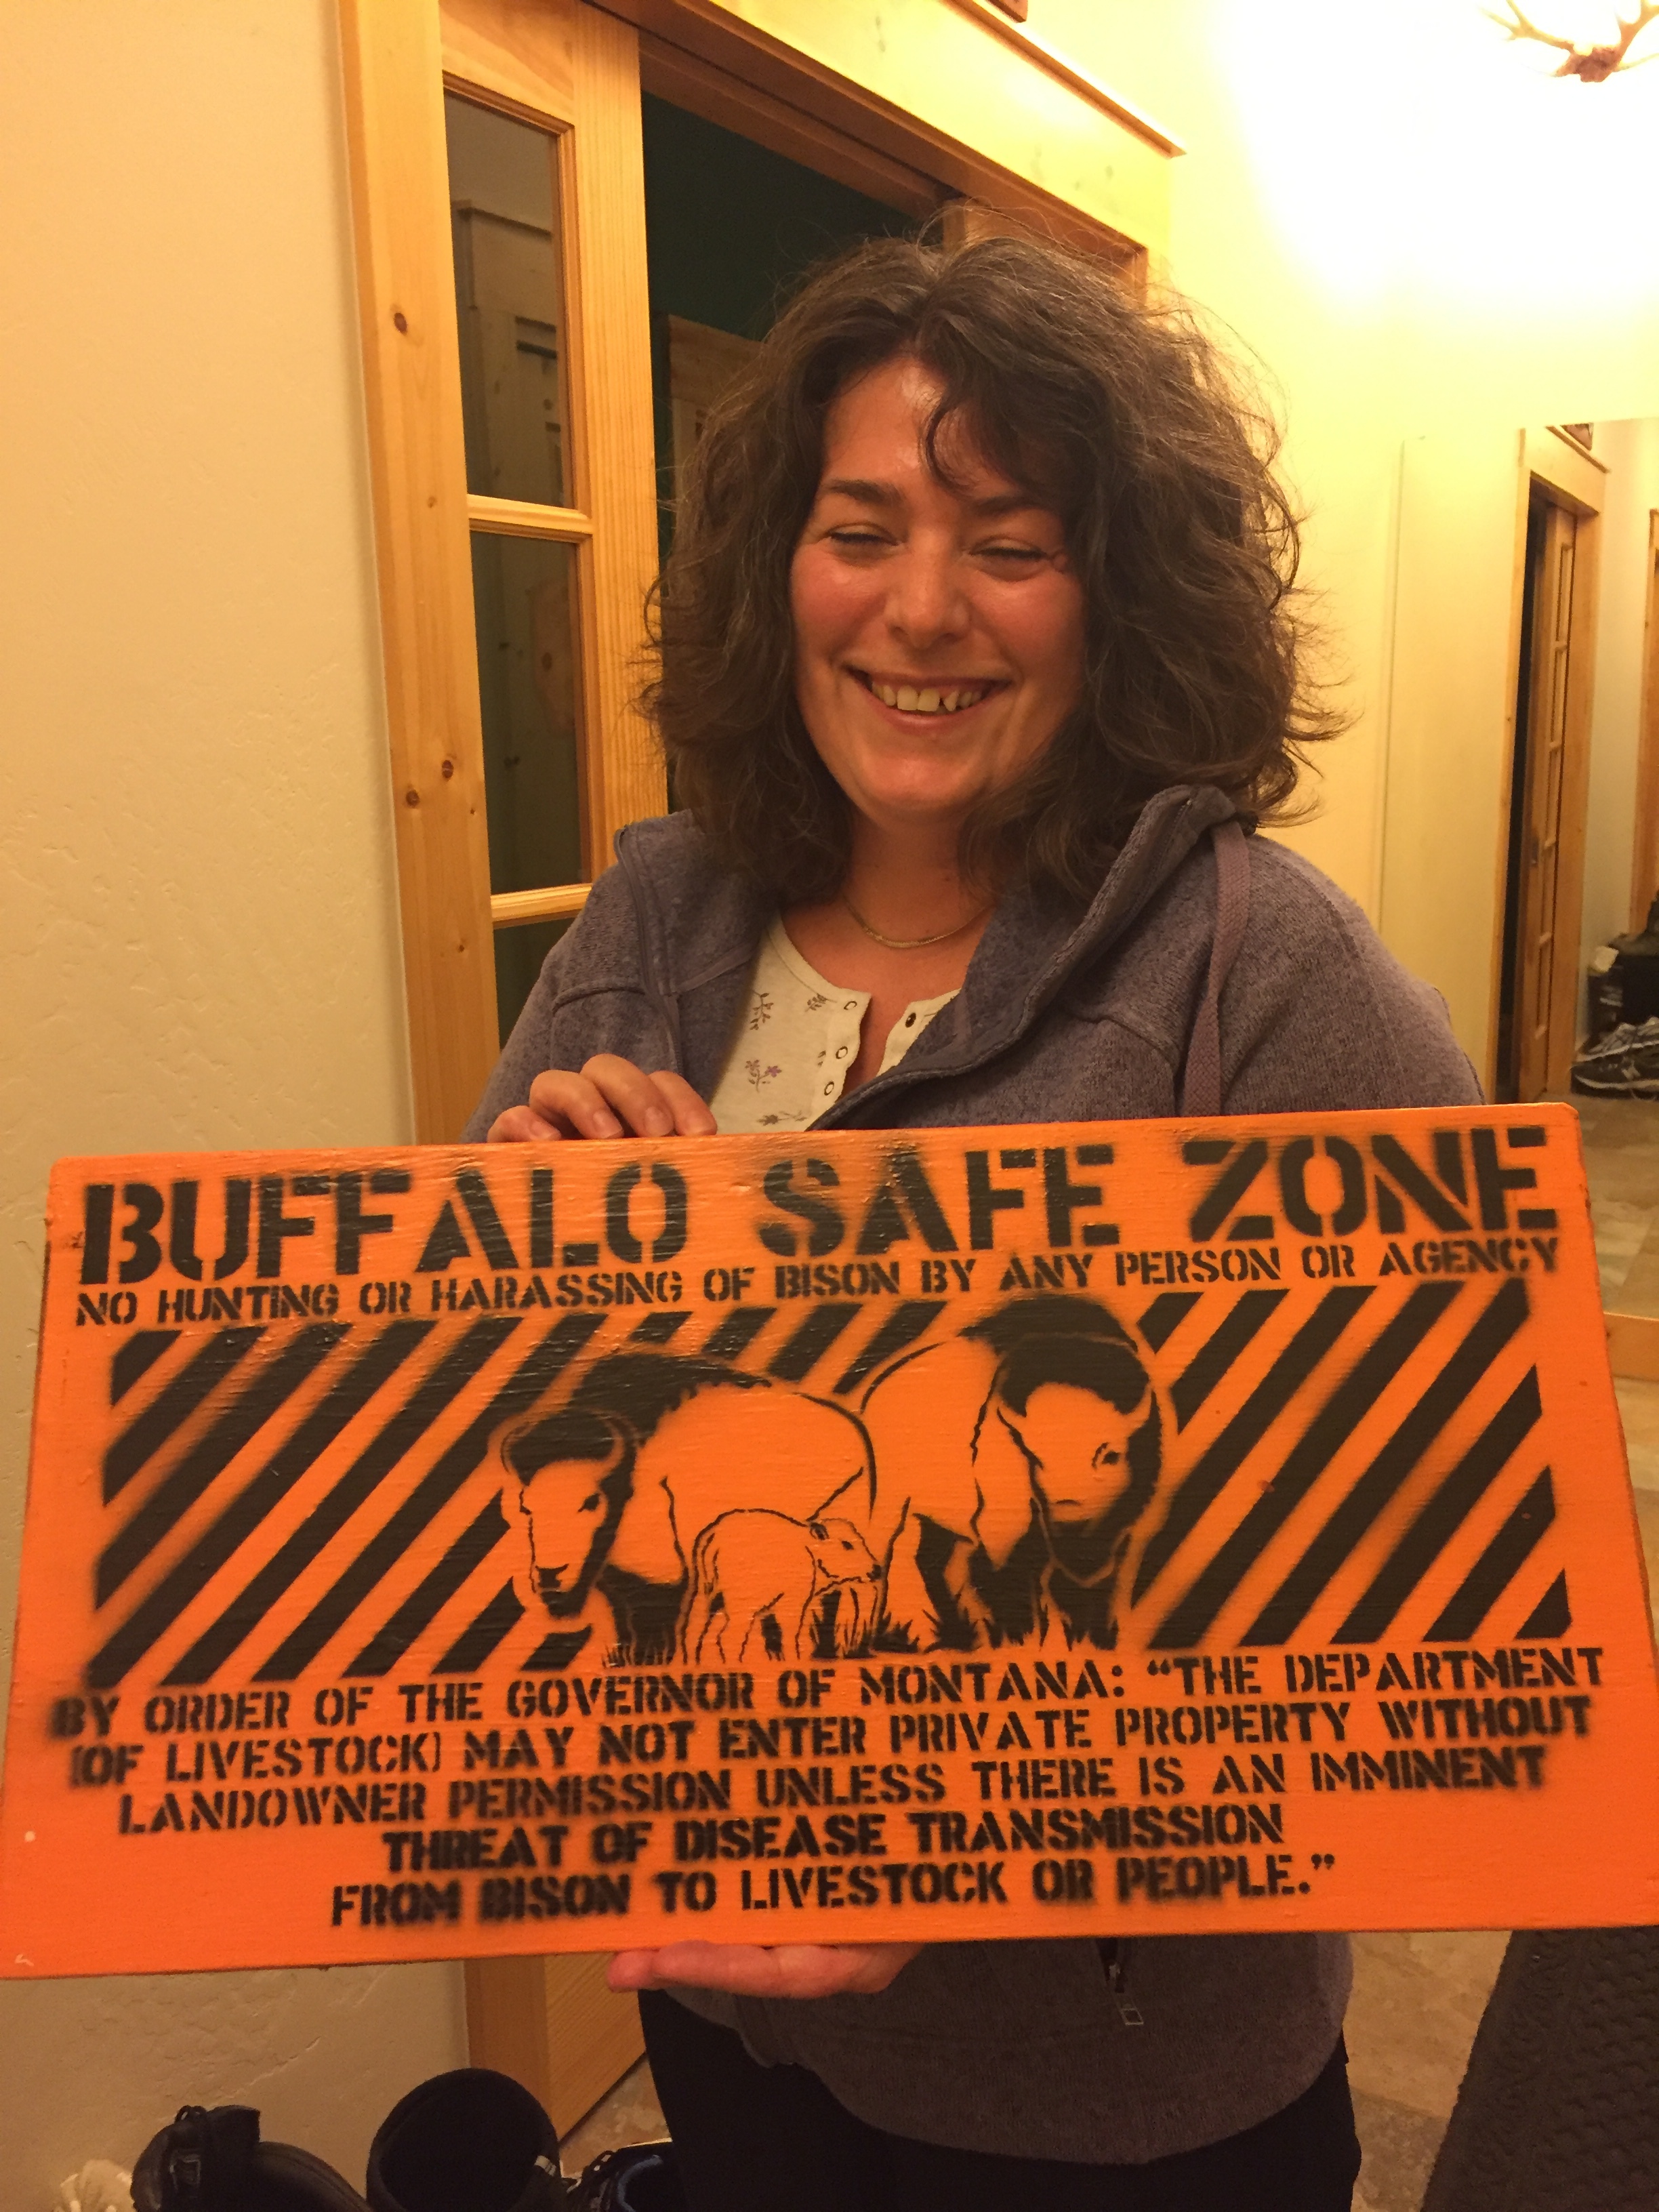 BUFFALO SAFE ZONE
NO HUNTING OR HARASSING OF BISON BY ANY PERSON OR AGENCY
BY ORDER OF THE GOVERNOR OF MONTANA: “THE DEPARTMENT
(OF LIVESTOCK) MAY NOT ENTER PRIVATE PROPERTY WITHOUT
LANDOWNER PERMISSION UNLESS THERE IS AN IMMINENT
THREAT OF DISEASE TRANSMISSION
FROM BISON TO LIVESTOCK OR PEOPLE.”